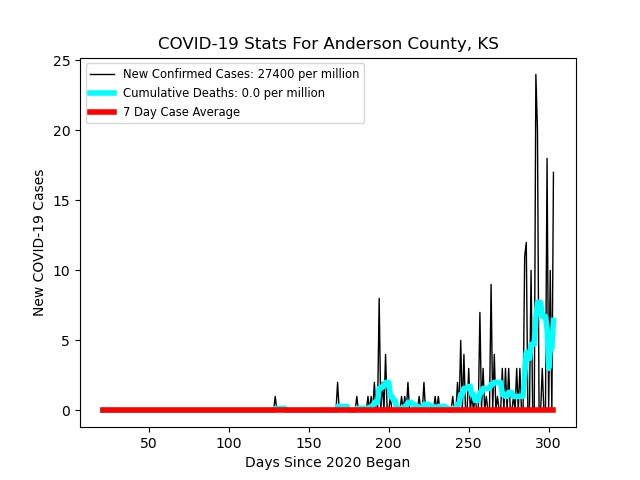 COVID-19 Stats For Anderson County, KS
New Confirmed Cases: 27400 per million
Cumulative Deaths: 0.0 per million
7 Day Case Average
New COVID-19 Cases
25
20
15
10
5
0
50 100 150 200 250 300
Days Since 2020 Began